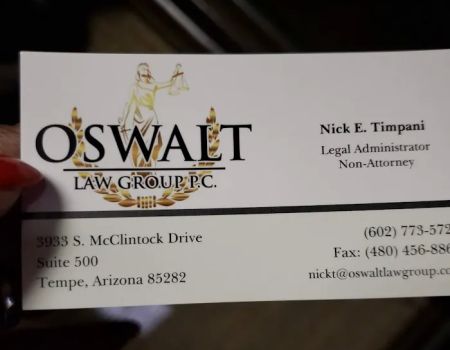 OSWALT
LAW GROUP P.C.
Nick E. Timpani
Legal Administrator
Non-Attorney
3933 S. McClintock Drive
Suite 500
Tempe, Arizona 85282
(602) 773-572
Fax: (480) 456-886
nickt@oswaltlawgroup.co